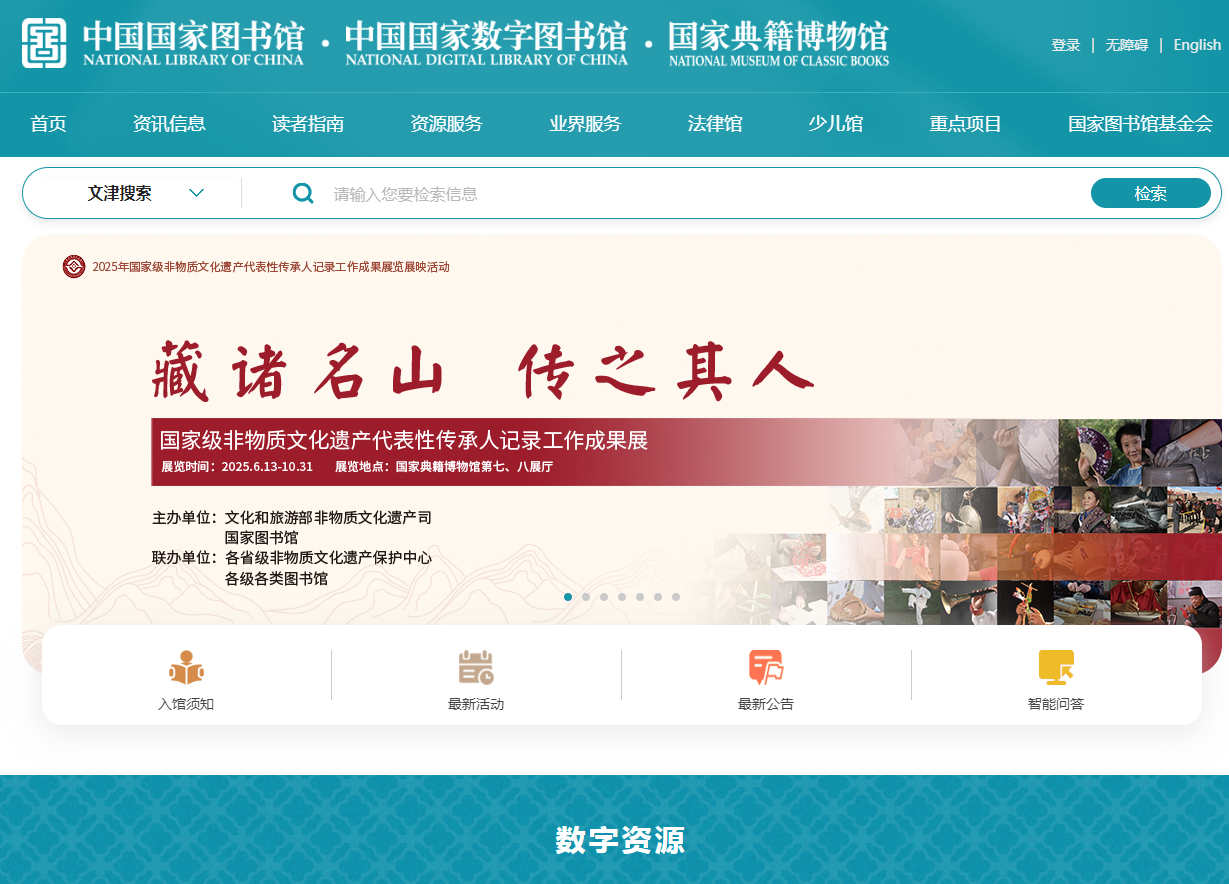 中国国家图书馆 · 中国国家数字图书馆 · 国家典籍博物馆
NATIONAL LIBRARY OF CHINA NATIONAL DIGITAL LIBRARY OF CHINA NATIONAL MUSEUM OF CLASSIC BOOKS
登录 | 无障碍 | English
首页 资讯信息 读者指南 资源服务 业界服务 法律馆 少儿馆 重点项目 国家图书馆基金会
文津搜索 请输入您要检索信息 检索
2025年国家级非物质文化遗产代表性传承人记录工作成果展览展映活动
藏诸名山 传之其人
国家级非物质文化遗产代表性传承人记录工作成果展
展览时间：2025.6.13-10.31 展览地点：国家典籍博物馆第七、八展厅
主办单位：文化和旅游部非物质文化遗产司
国家图书馆
联办单位：各省级非物质文化遗产保护中心
各级各类图书馆
入馆须知 最新活动 最新公告 智能问答
数字资源